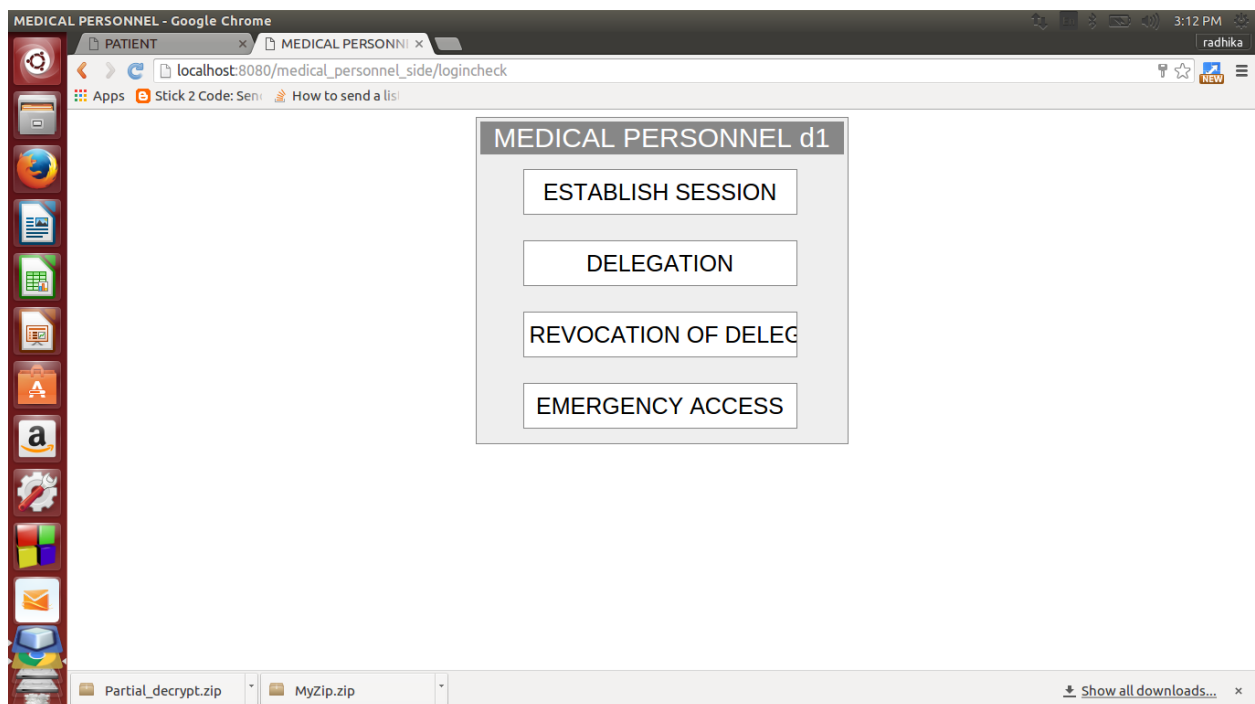 MEDICAL PERSONNEL - Google Chrome
3:12 PM
PATIENT
MEDICAL PERSONNI
radhika
localhost:8080/medical_personnel_side/logincheck
NEW
Apps
Stick 2 Code: Sen
How to send a lis
MEDICAL PERSONNEL d1
ESTABLISH SESSION
DELEGATION
REVOCATION OF DELEG
EMERGENCY ACCESS
Partial_decrypt.zip
MyZip.zip
Show all downloads...